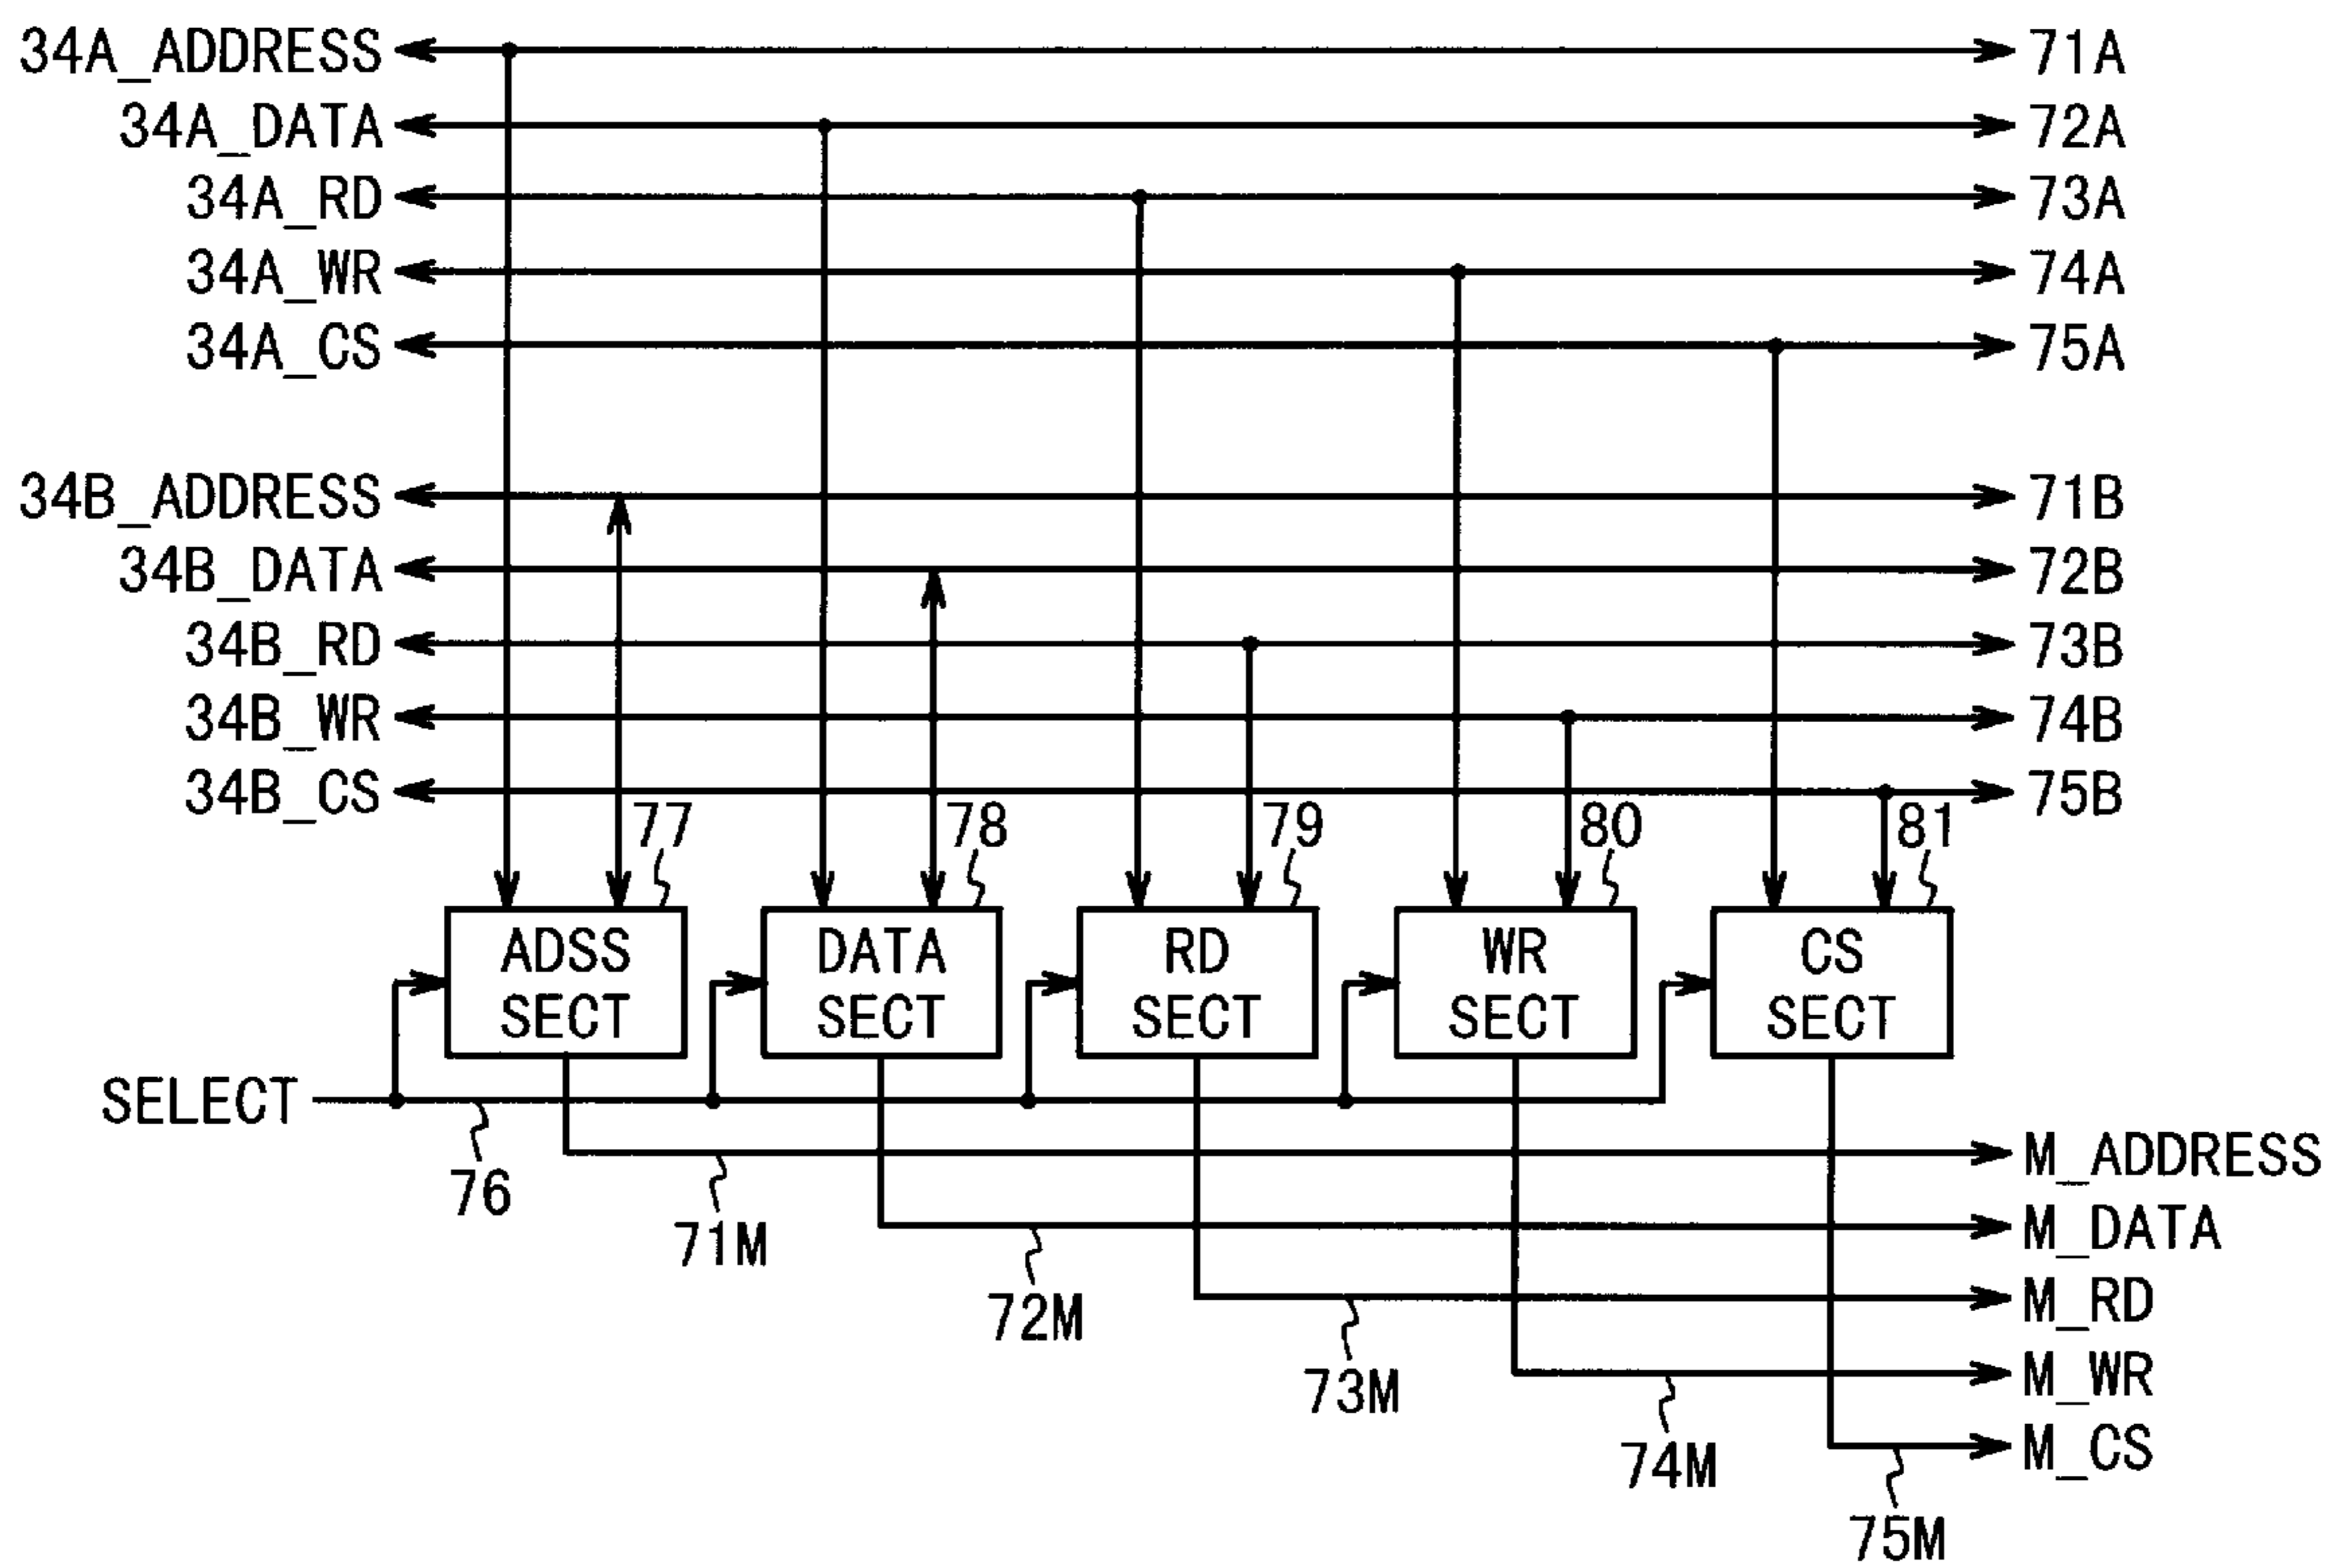 34A_ADDRESS 71A
34A_DATA 72A
34A_RD 73A
34A_WR 74A
34A_CS 75A
34B_ADDRESS 71B
34B_DATA 72B
34B_RD 73B
34B_WR 74B
34B_CS 75B
77 78 79 80 81
ADSS SECT
DATA SECT
RD SECT
WR SECT
CS SECT
SELECT
76
M_ADDRESS
71M
M_DATA
72M
M_RD
73M
M_WR
74M
M_CS
75M